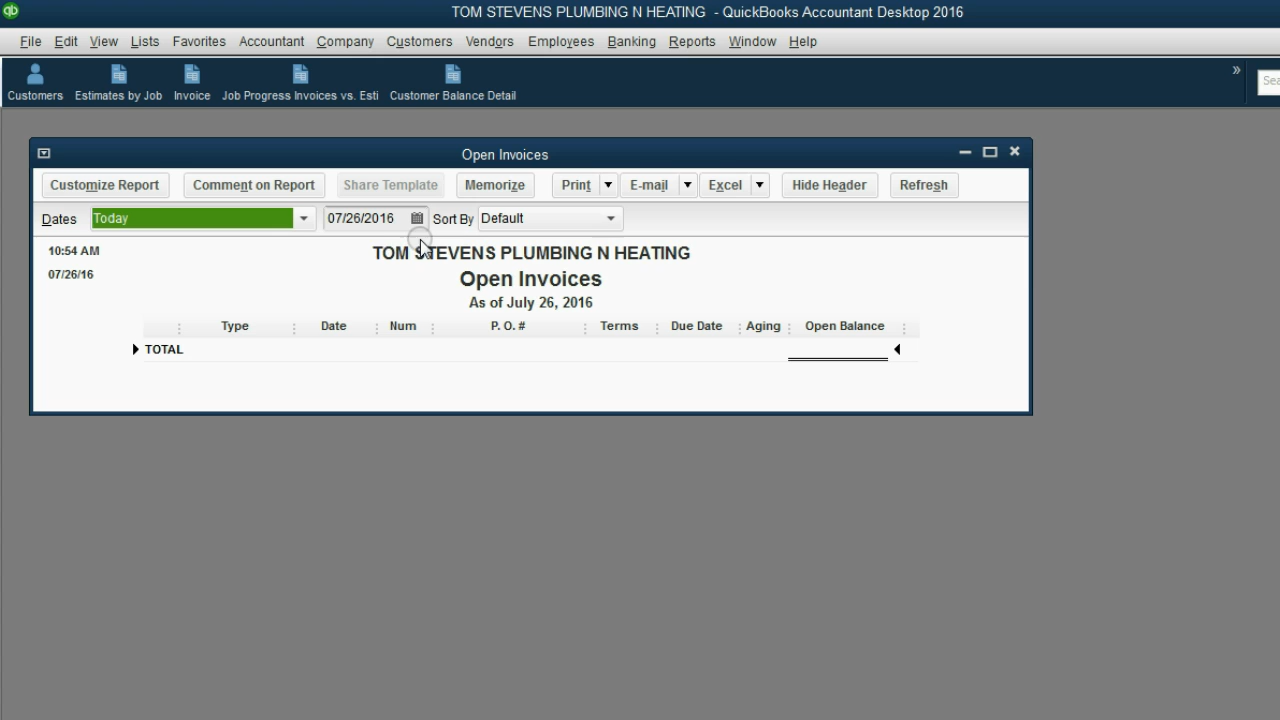 qb
TOM STEVENS PLUMBING N HEATING - QuickBooks Accountant Desktop 2016
File Edit View Lists Favorites Accountant Company Customers Vendors Employees Banking Reports Window Help
Customers Estimates by Job Invoice Job Progress Invoices vs. Esti Customer Balance Detail » Sea
Open Invoices
Customize Report Comment on Report Share Template Memorize Print E-mail Excel Hide Header Refresh
Dates Today 07/26/2016 Sort By Default
10:54 AM TOM STEVENS PLUMBING N HEATING
07/26/16 Open Invoices
As of July 26, 2016
Type Date Num P. O. # Terms Due Date Aging Open Balance
TOTAL